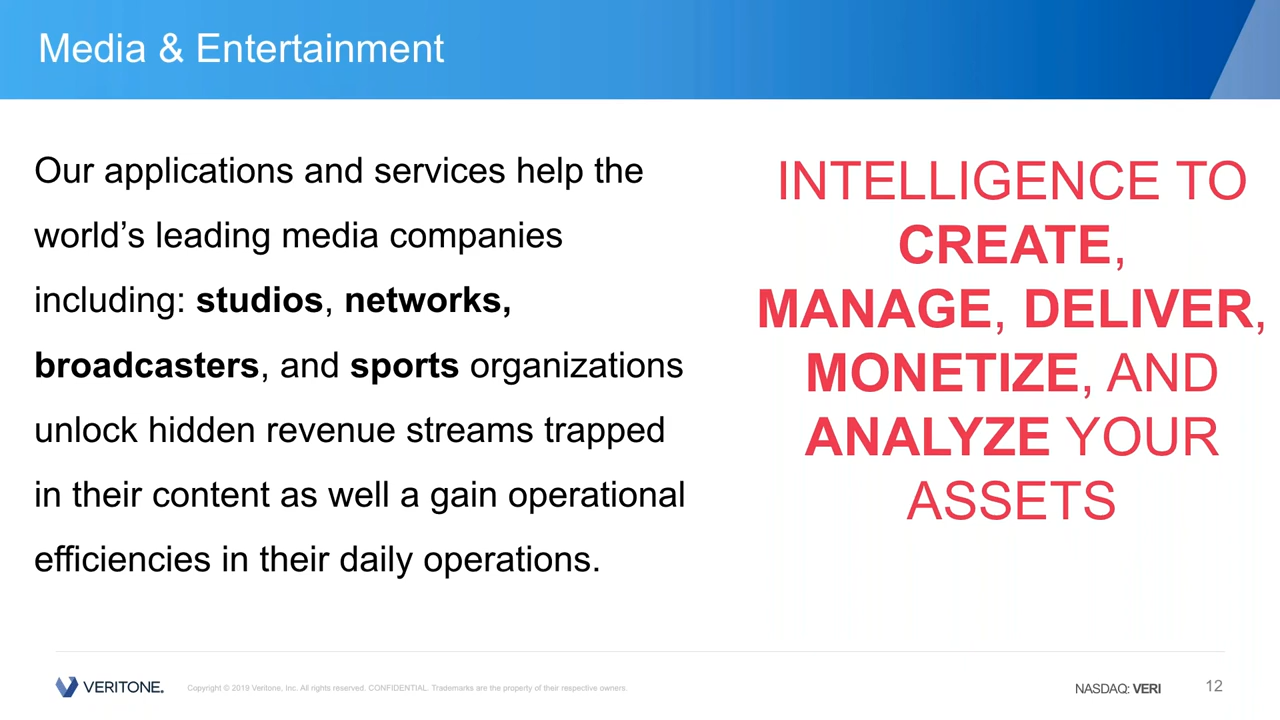 Media & Entertainment
Our applications and services help the
world’s leading media companies
including: studios, networks,
broadcasters, and sports organizations
unlock hidden revenue streams trapped
in their content as well a gain operational
efficiencies in their daily operations.
INTELLIGENCE TO
CREATE,
MANAGE, DELIVER,
MONETIZE, AND
ANALYZE YOUR
ASSETS
VERITONE.
Copyright © 2019 Veritone, Inc. All rights reserved. CONFIDENTIAL. Trademarks are the property of their respective owners.
NASDAQ: VERI
12